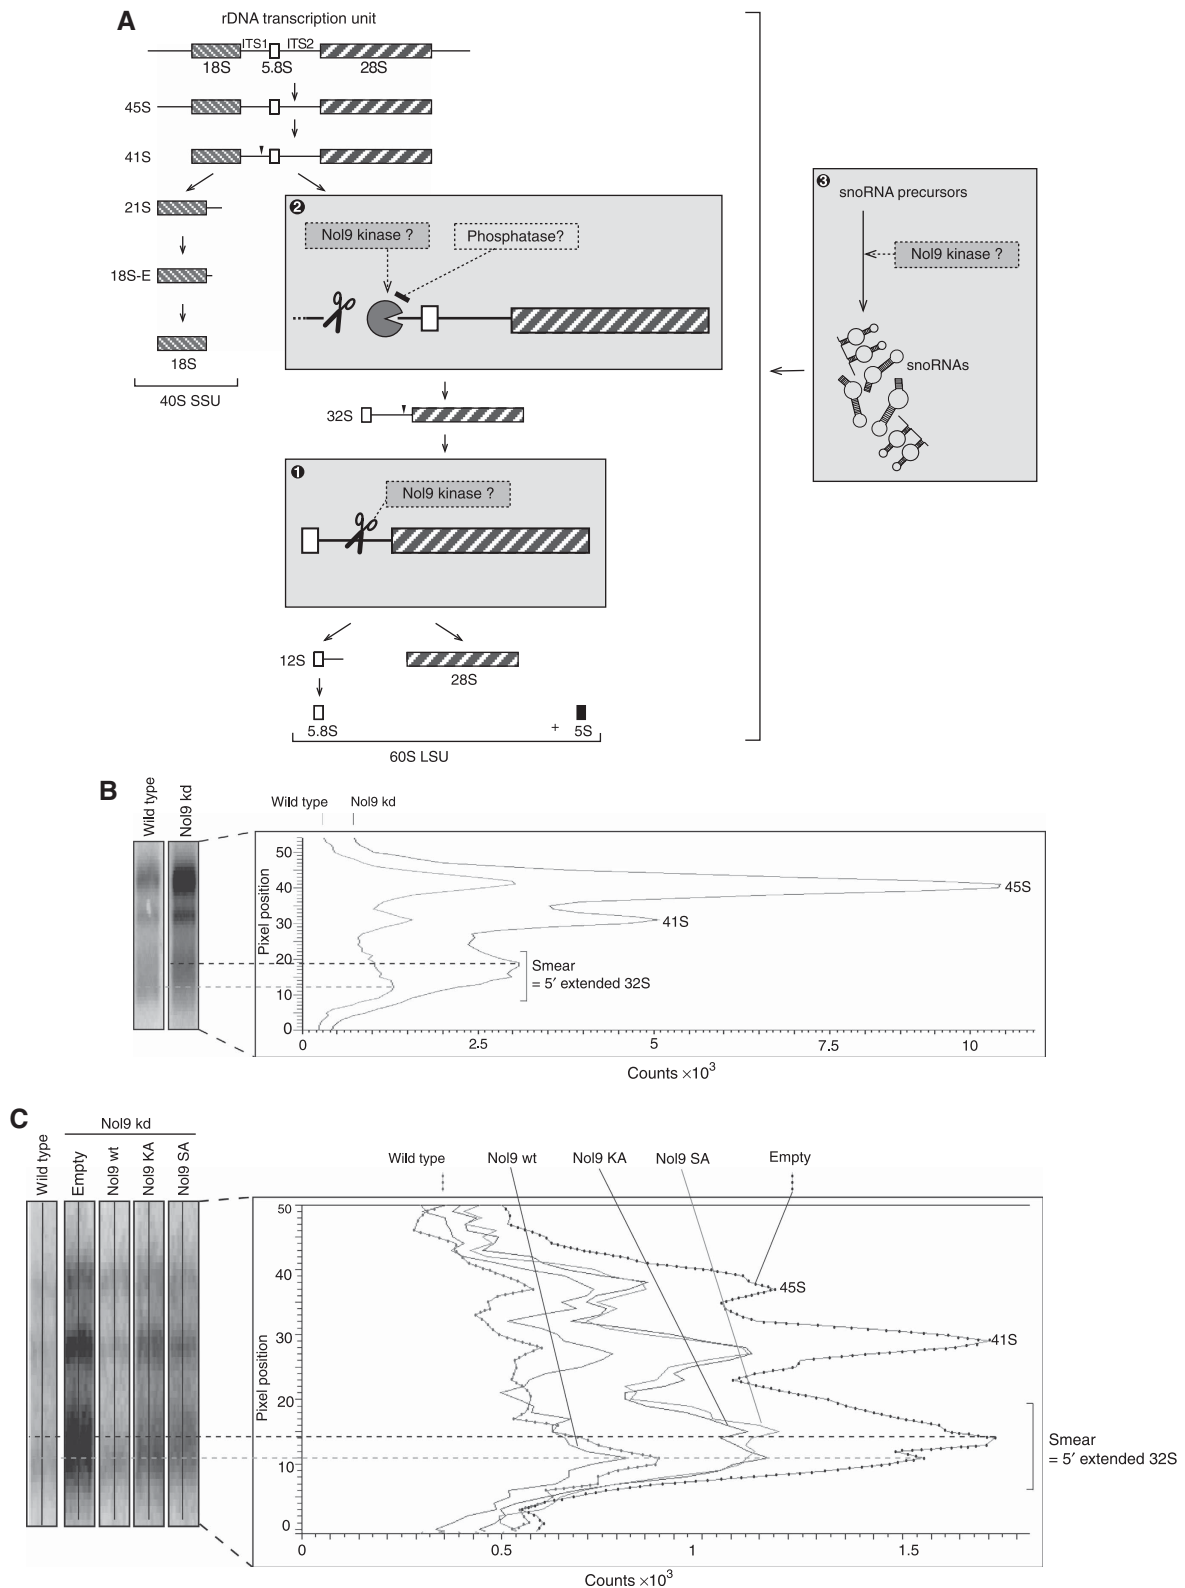 A
rDNA transcription unit
ITS1 ITS2
18S 5.8S 28S
45S
41S
21S
18S-E
18S
40S SSU
2
Nol9 kinase ?
Phosphatase?
32S
1
Nol9 kinase ?
12S
28S
5.8S + 5S
60S LSU
3
snoRNA precursors
Nol9 kinase ?
snoRNAs
B
Wild type
Nol9 kd
Wild type Nol9 kd
Pixel position
50
40
30
20
10
0
45S
41S
Smear
= 5′ extended 32S
0 2.5 5 7.5 10
Counts ×10³
C
Nol9 kd
Wild type
Empty
Nol9 wt
Nol9 KA
Nol9 SA
Wild type Nol9 wt Nol9 KA Nol9 SA Empty
Pixel position
50
40
30
20
10
0
45S
41S
Smear
= 5′ extended 32S
0 0.5 1 1.5
Counts ×10³